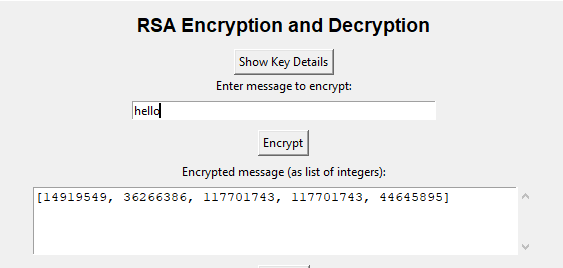 RSA Encryption and Decryption
Show Key Details
Enter message to encrypt:
hello
Encrypt
Encrypted message (as list of integers):
[14919549, 36266386, 117701743, 117701743, 44645895]